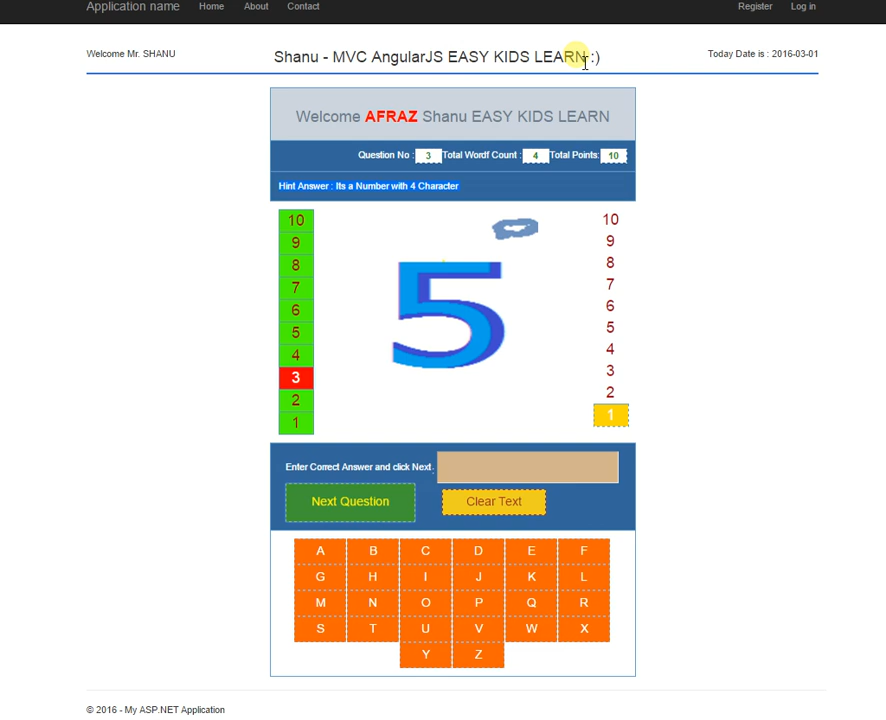 Application name Home About Contact Register Log in
Welcome Mr. SHANU Shanu - MVC AngularJS EASY KIDS LEARN :) Today Date is : 2016-03-01
Welcome AFRAZ Shanu EASY KIDS LEARN
Question No : 3 Total Wordf Count : 4 Total Points: 10
Hint Answer : Its a Number with 4 Character
10 10
9 9
8 8
7 7
6 6
5 5
4 4
3 3
2 2
1 1
5
Enter Correct Answer and click Next :
Next Question Clear Text
A B C D E F
G H I J K L
M N O P Q R
S T U V W X
Y Z
© 2016 - My ASP.NET Application